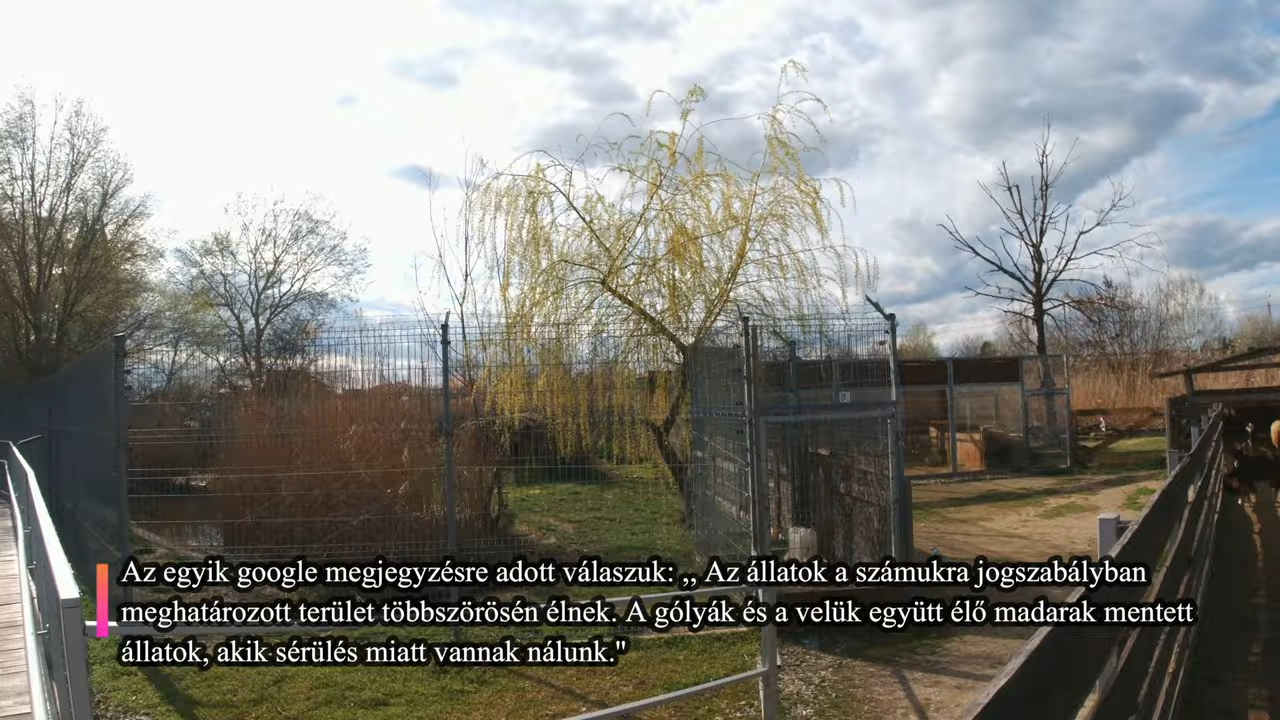 Az egyik google megjegyzésre adott válaszuk: ,, Az állatok a számukra jogszabályban
meghatározott terület többszörösén élnek. A gólyák és a velük együtt élő madarak mentett
állatok, akik sérülés miatt vannak nálunk."